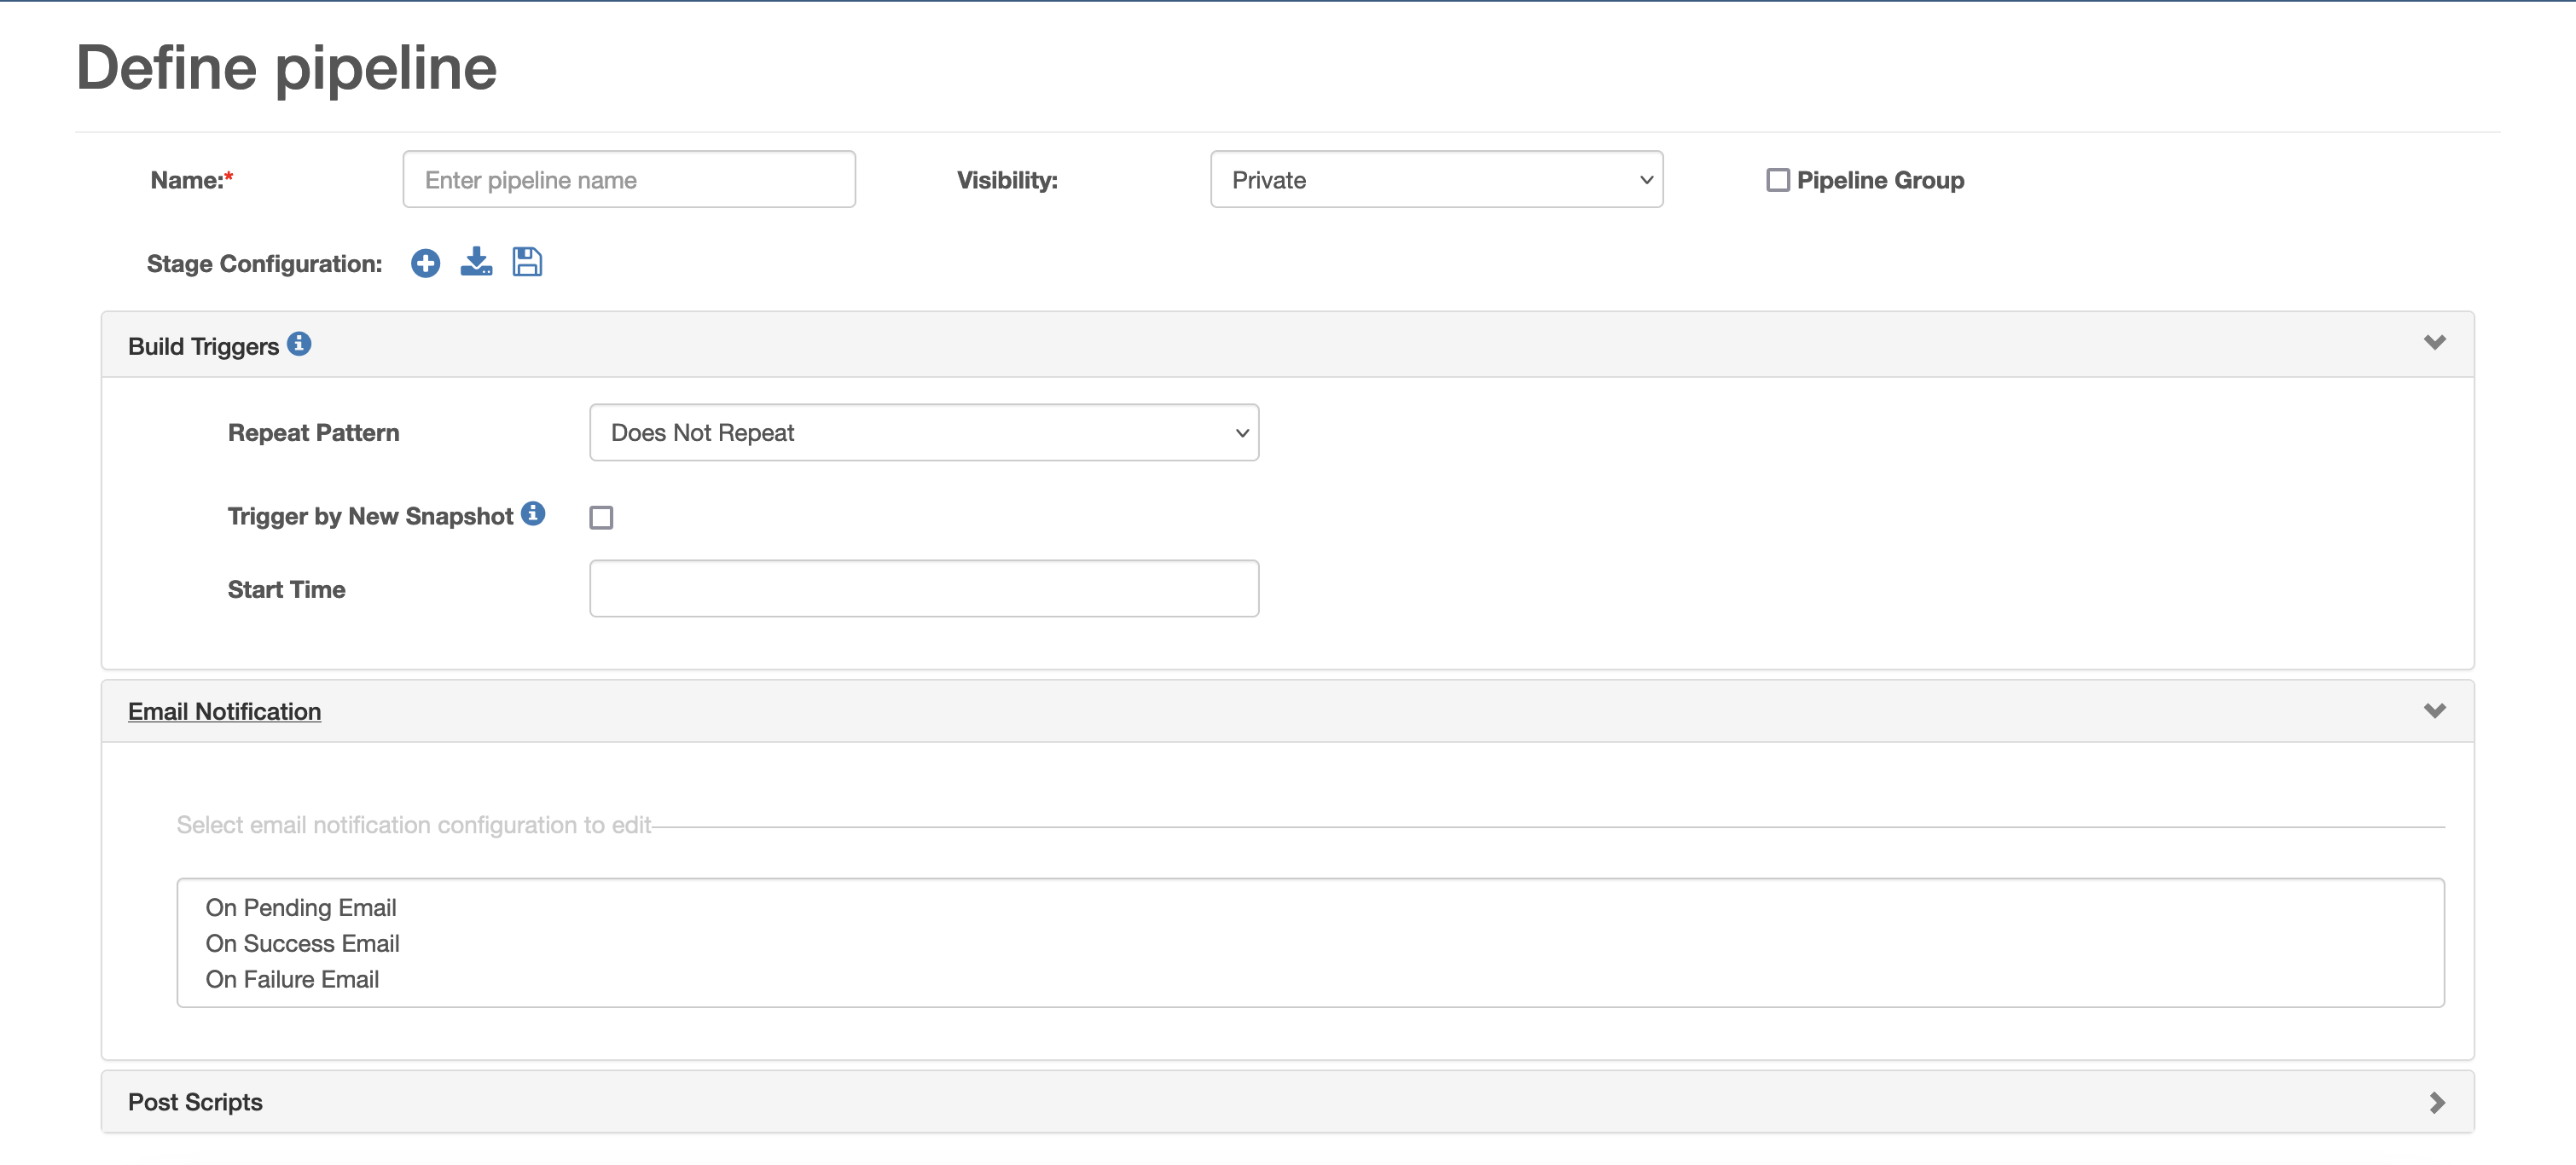 Define pipeline
Name:* Enter pipeline name Visibility: Private Pipeline Group
Stage Configuration:
Build Triggers
Repeat Pattern Does Not Repeat
Trigger by New Snapshot
Start Time
Email Notification
Select email notification configuration to edit
On Pending Email
On Success Email
On Failure Email
Post Scripts